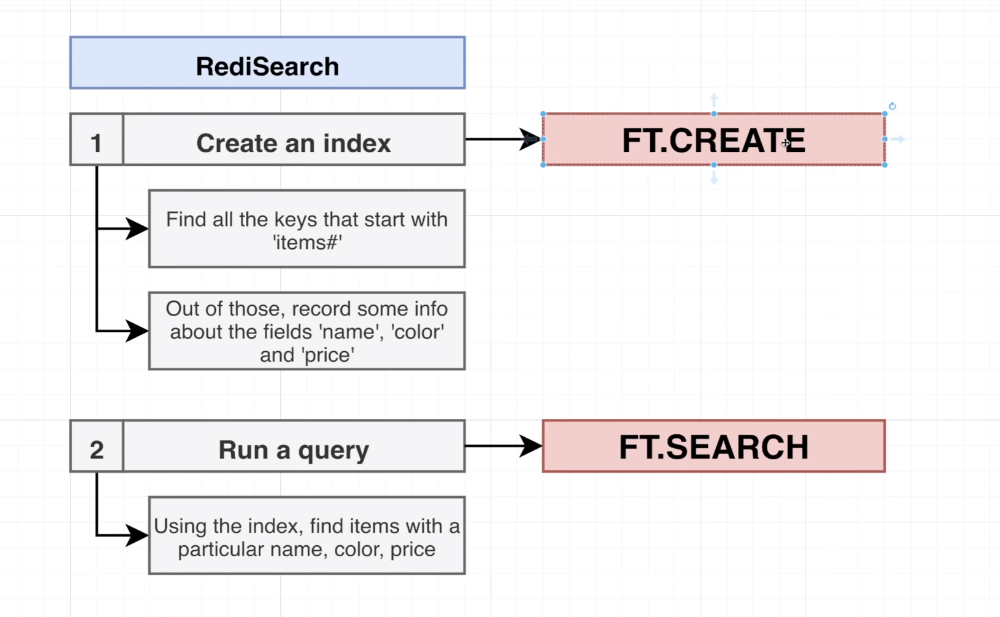 RediSearch
1
Create an index
FT.CREATE
Find all the keys that start with
'items#'
Out of those, record some info
about the fields 'name', 'color'
and 'price'
2
Run a query
FT.SEARCH
Using the index, find items with a
particular name, color, price